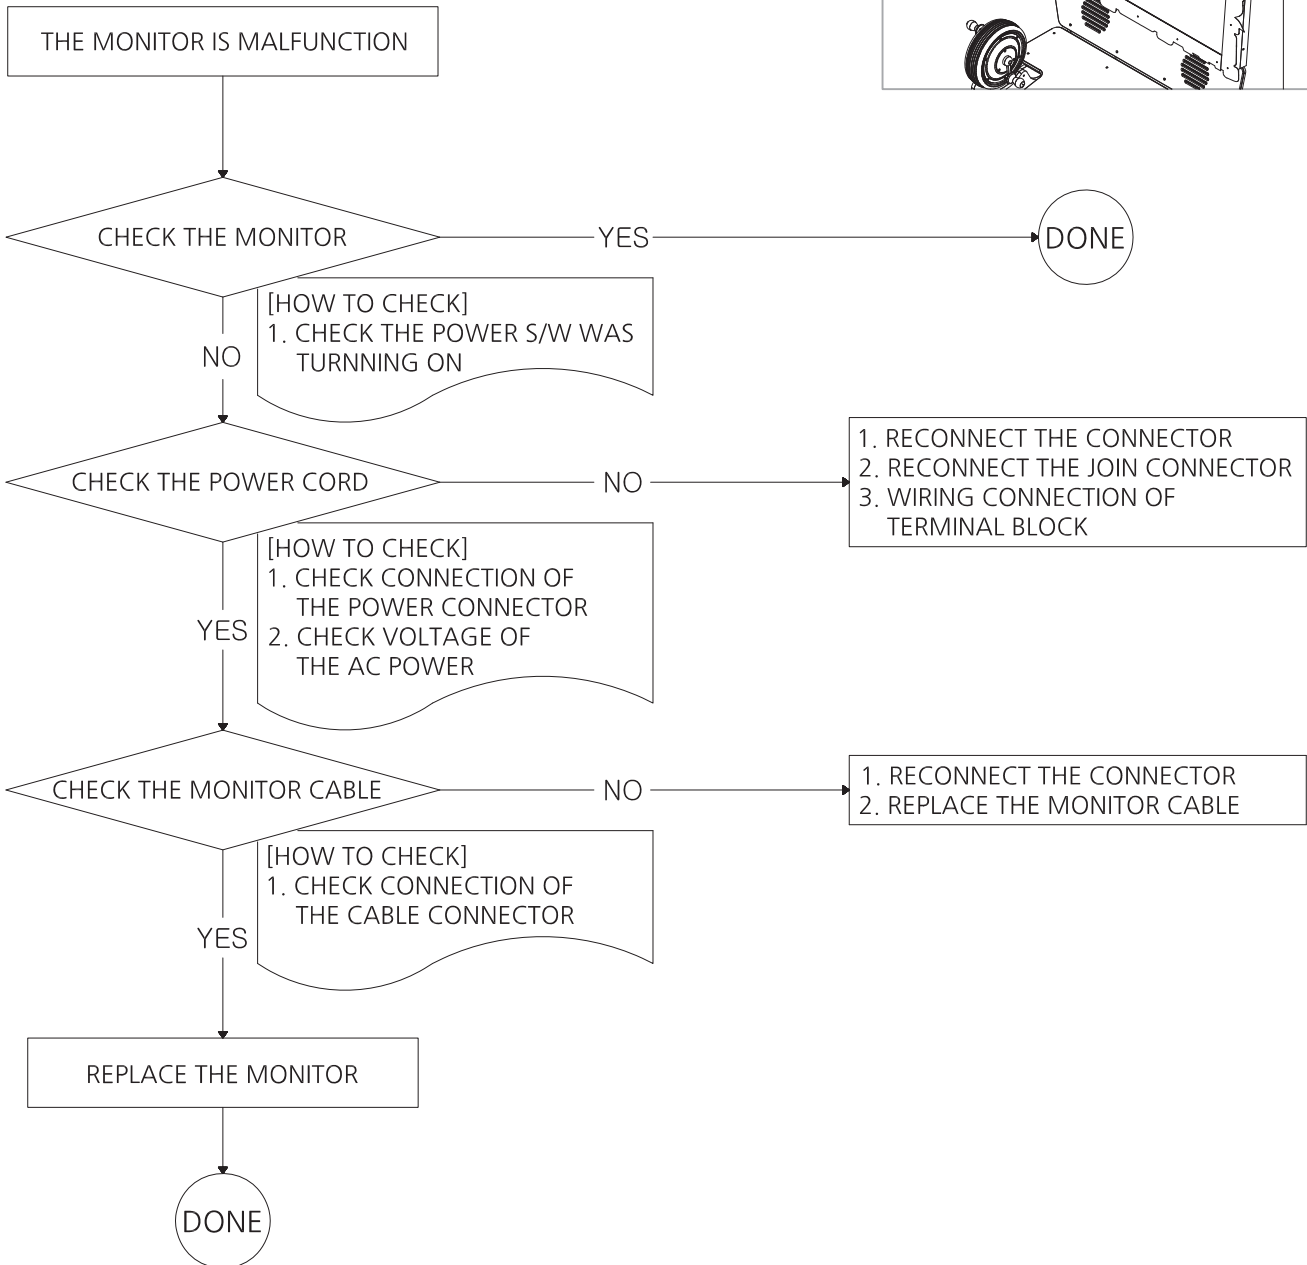 THE MONITOR IS MALFUNCTION
CHECK THE MONITOR
YES
DONE
[HOW TO CHECK]
1. CHECK THE POWER S/W WAS
TURNNING ON
NO
CHECK THE POWER CORD
NO
1. RECONNECT THE CONNECTOR
2. RECONNECT THE JOIN CONNECTOR
3. WIRING CONNECTION OF
TERMINAL BLOCK
[HOW TO CHECK]
1. CHECK CONNECTION OF
THE POWER CONNECTOR
2. CHECK VOLTAGE OF
THE AC POWER
YES
CHECK THE MONITOR CABLE
NO
1. RECONNECT THE CONNECTOR
2. REPLACE THE MONITOR CABLE
[HOW TO CHECK]
1. CHECK CONNECTION OF
THE CABLE CONNECTOR
YES
REPLACE THE MONITOR
DONE